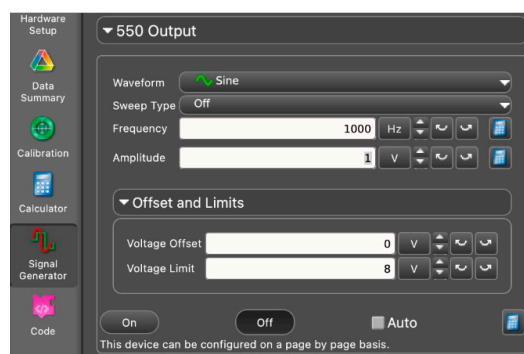 Hardware
Setup
Data
Summary
Calibration
Calculator
Signal
Generator
Code
550 Output
Waveform Sine
Sweep Type Off
Frequency 1000 Hz
Amplitude 1 V
Offset and Limits
Voltage Offset 0 V
Voltage Limit 8 V
On Off Auto
This device can be configured on a page by page basis.